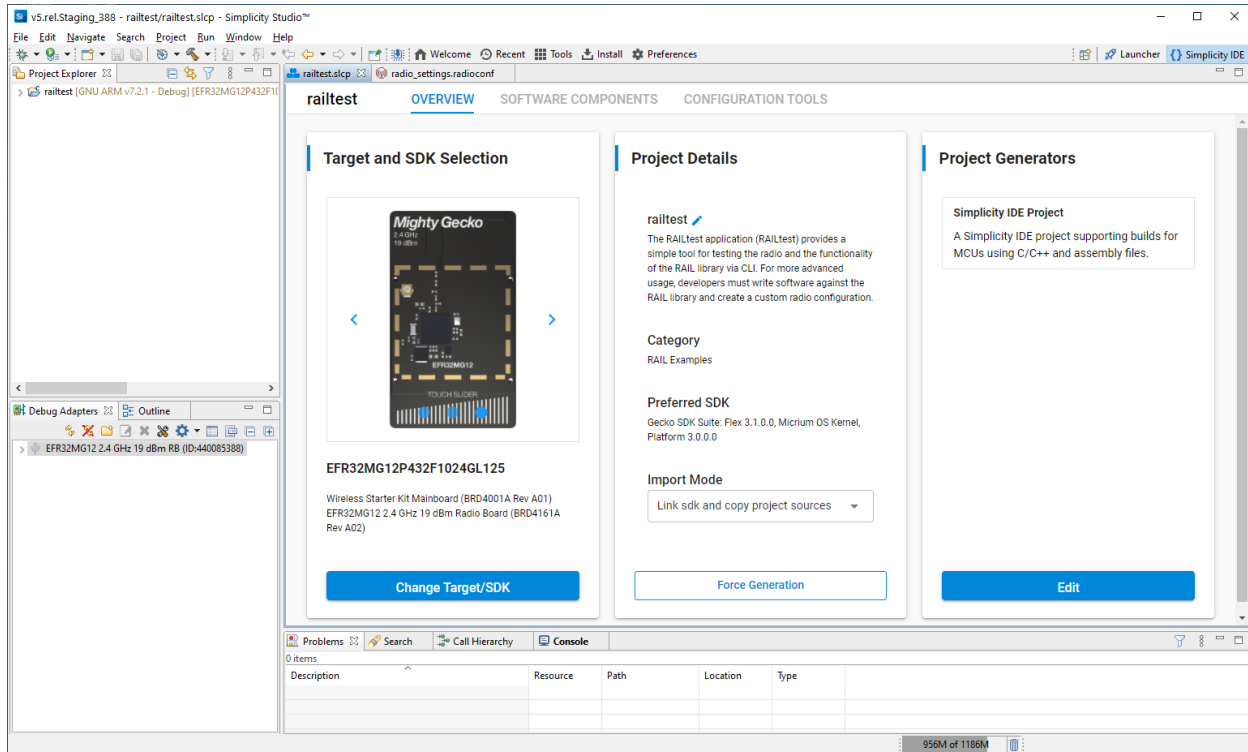 v5.rel.Staging_388 - railtest/railtest.slcp - Simplicity Studio™
File Edit Navigate Search Project Run Window Help
Welcome Recent Tools Install Preferences
Launcher Simplicity IDE
Project Explorer
railtest [GNU ARM v7.2.1 - Debug] [EFR32MG12P432F10
Debug Adapters Outline
EFR32MG12 2.4 GHz 19 dBm RB (ID:440085388)
railtest.slcp radio_settings.radioconf
railtest OVERVIEW SOFTWARE COMPONENTS CONFIGURATION TOOLS
Target and SDK Selection
Mighty Gecko
2.4 GHz
19 dBm
EFR32MG12
TOUCH SLIDER
EFR32MG12P432F1024GL125
Wireless Starter Kit Mainboard (BRD4001A Rev A01)
EFR32MG12 2.4 GHz 19 dBm Radio Board (BRD4161A
Rev A02)
Change Target/SDK
Project Details
railtest
The RAILtest application (RAILtest) provides a
simple tool for testing the radio and the functionality
of the RAIL library via CLI. For more advanced
usage, developers must write software against the
RAIL library and create a custom radio configuration.
Category
RAIL Examples
Preferred SDK
Gecko SDK Suite: Flex 3.1.0.0, Micrium OS Kernel,
Platform 3.0.0.0
Import Mode
Link sdk and copy project sources
Force Generation
Project Generators
Simplicity IDE Project
A Simplicity IDE project supporting builds for
MCUs using C/C++ and assembly files.
Edit
Problems Search Call Hierarchy Console
0 items
Description Resource Path Location Type
956M of 1186M